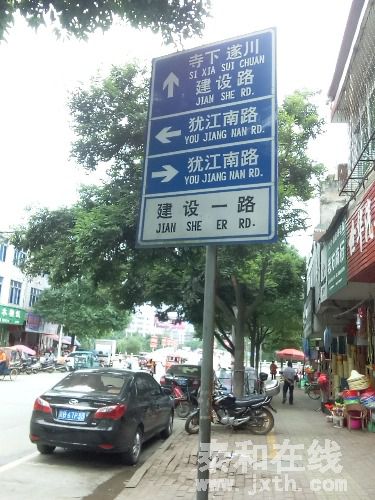 寺下 遂川
SI XIA SUI CHUAN
建设路
JIAN SHE RD.
犹江南路
YOU JIANG NAN RD.
犹江南路
YOU JIANG NAN RD.
建设一路
JIAN SHE ER RD.
泰和在线
www.jxth.com